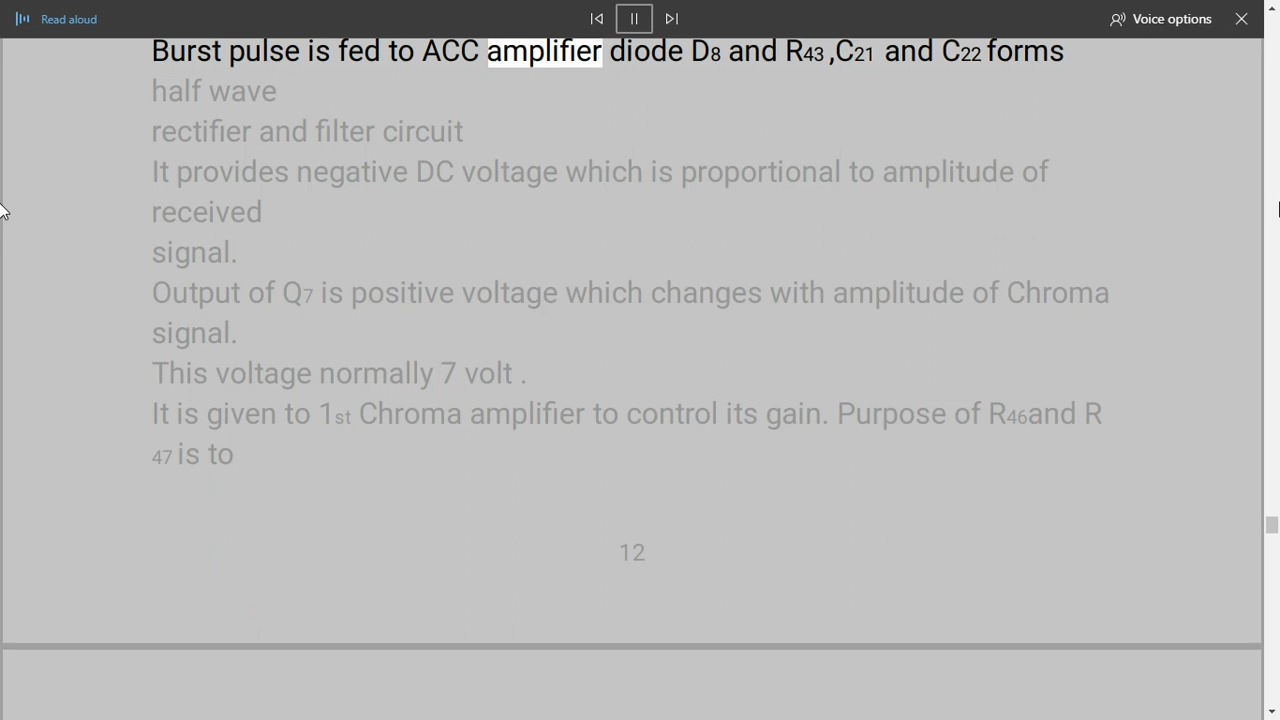 Read aloud
Voice options
Burst pulse is fed to ACC amplifier diode D8 and R43 ,C21 and C22 forms
half wave
rectifier and filter circuit
It provides negative DC voltage which is proportional to amplitude of
received
signal.
Output of Q7 is positive voltage which changes with amplitude of Chroma
signal.
This voltage normally 7 volt .
It is given to 1st Chroma amplifier to control its gain. Purpose of R46and R
47 is to
12